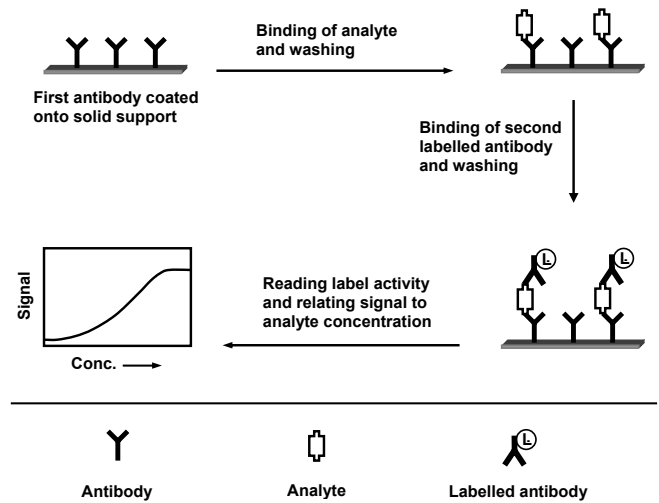 Binding of analyte
and washing
First antibody coated
onto solid support
Binding of second
labelled antibody
and washing
L
L
Signal
Conc.
Reading label activity
and relating signal to
analyte concentration
L
Antibody
Analyte
Labelled antibody